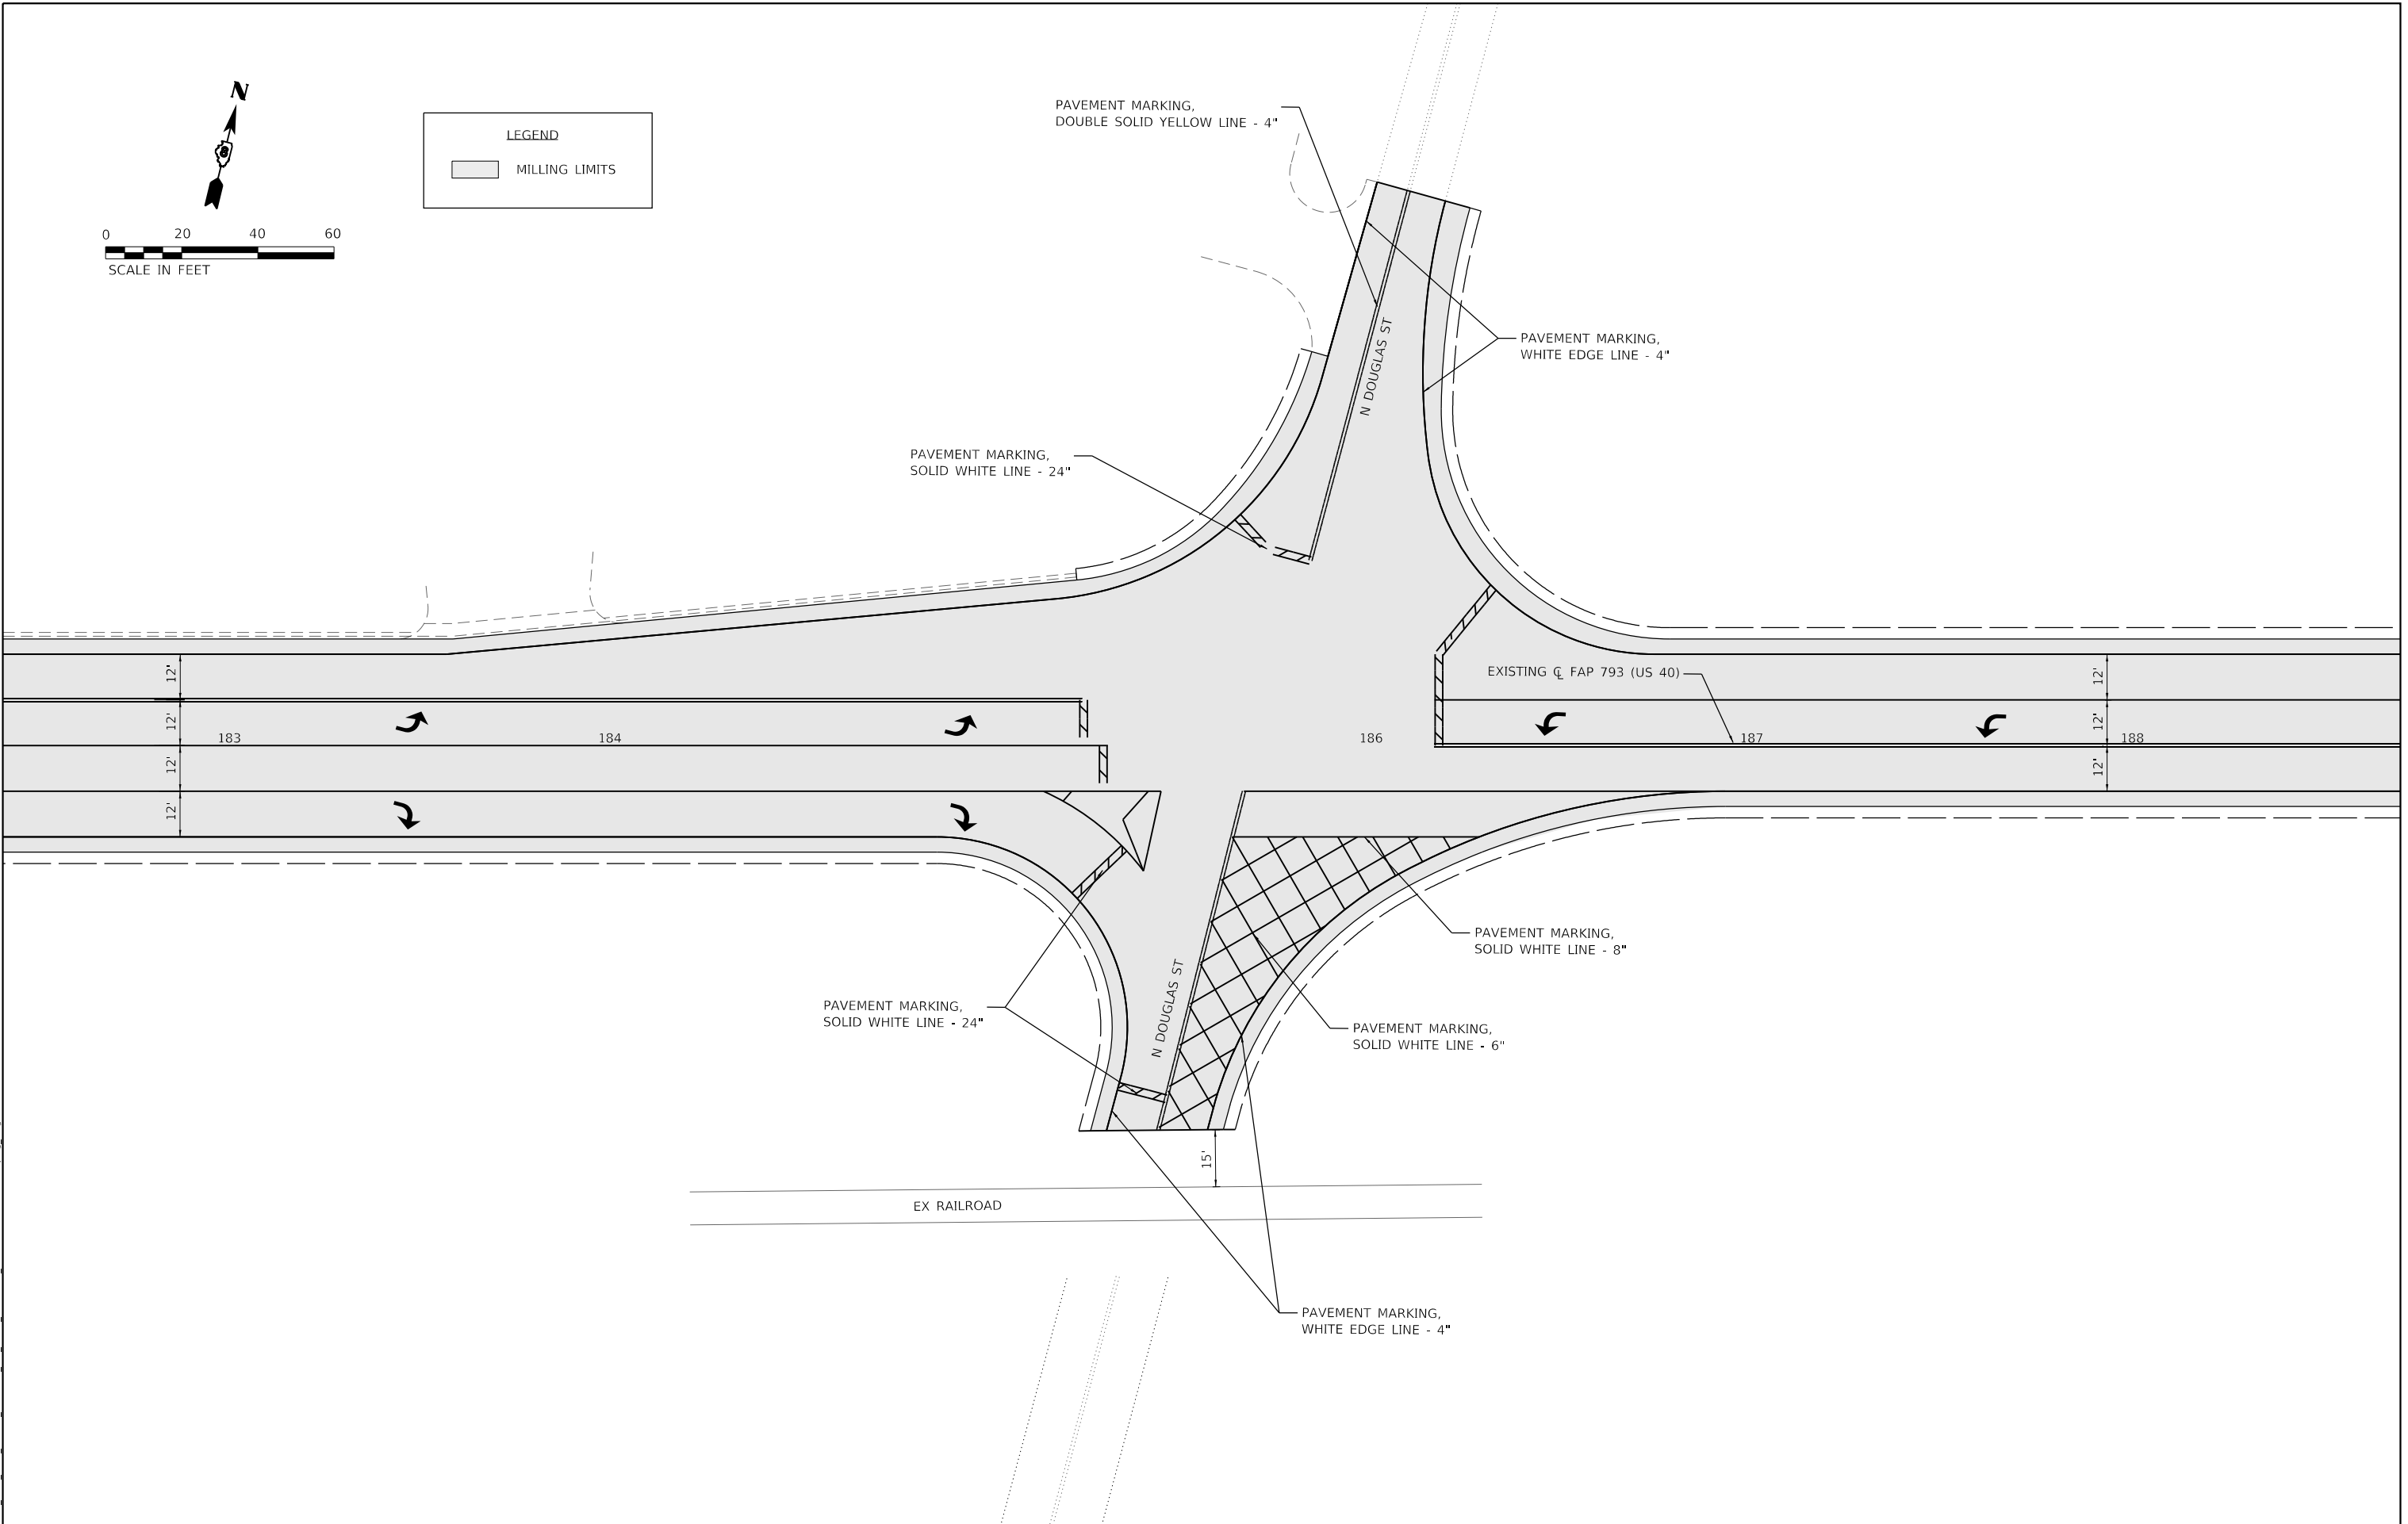 N
8
LEGEND
MILLING LIMITS
0 20 40 60
SCALE IN FEET
PAVEMENT MARKING,
DOUBLE SOLID YELLOW LINE - 4"
N DOUGLAS ST
PAVEMENT MARKING,
WHITE EDGE LINE - 4"
PAVEMENT MARKING,
SOLID WHITE LINE - 24"
EXISTING ℄ FAP 793 (US 40)
12'
12'
12'
12'
12'
12'
12'
183 184 186 187 188
PAVEMENT MARKING,
SOLID WHITE LINE - 8"
N DOUGLAS ST
PAVEMENT MARKING,
SOLID WHITE LINE - 24"
PAVEMENT MARKING,
SOLID WHITE LINE - 6"
15'
EX RAILROAD
PAVEMENT MARKING,
WHITE EDGE LINE - 4"